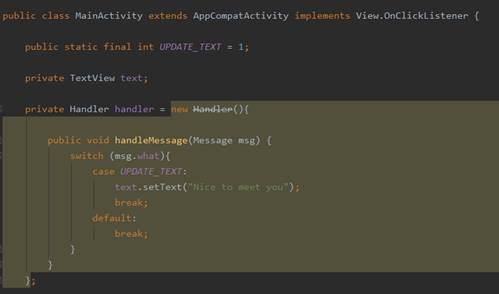 public class MainActivity extends AppCompatActivity implements View.OnClickListener {
public static final int UPDATE_TEXT = 1;
private TextView text;
private Handler handler = new Handler(){
public void handleMessage(Message msg) {
switch (msg.what){
case UPDATE_TEXT:
text.setText("Nice to meet you");
break;
default:
break;
}
}
};